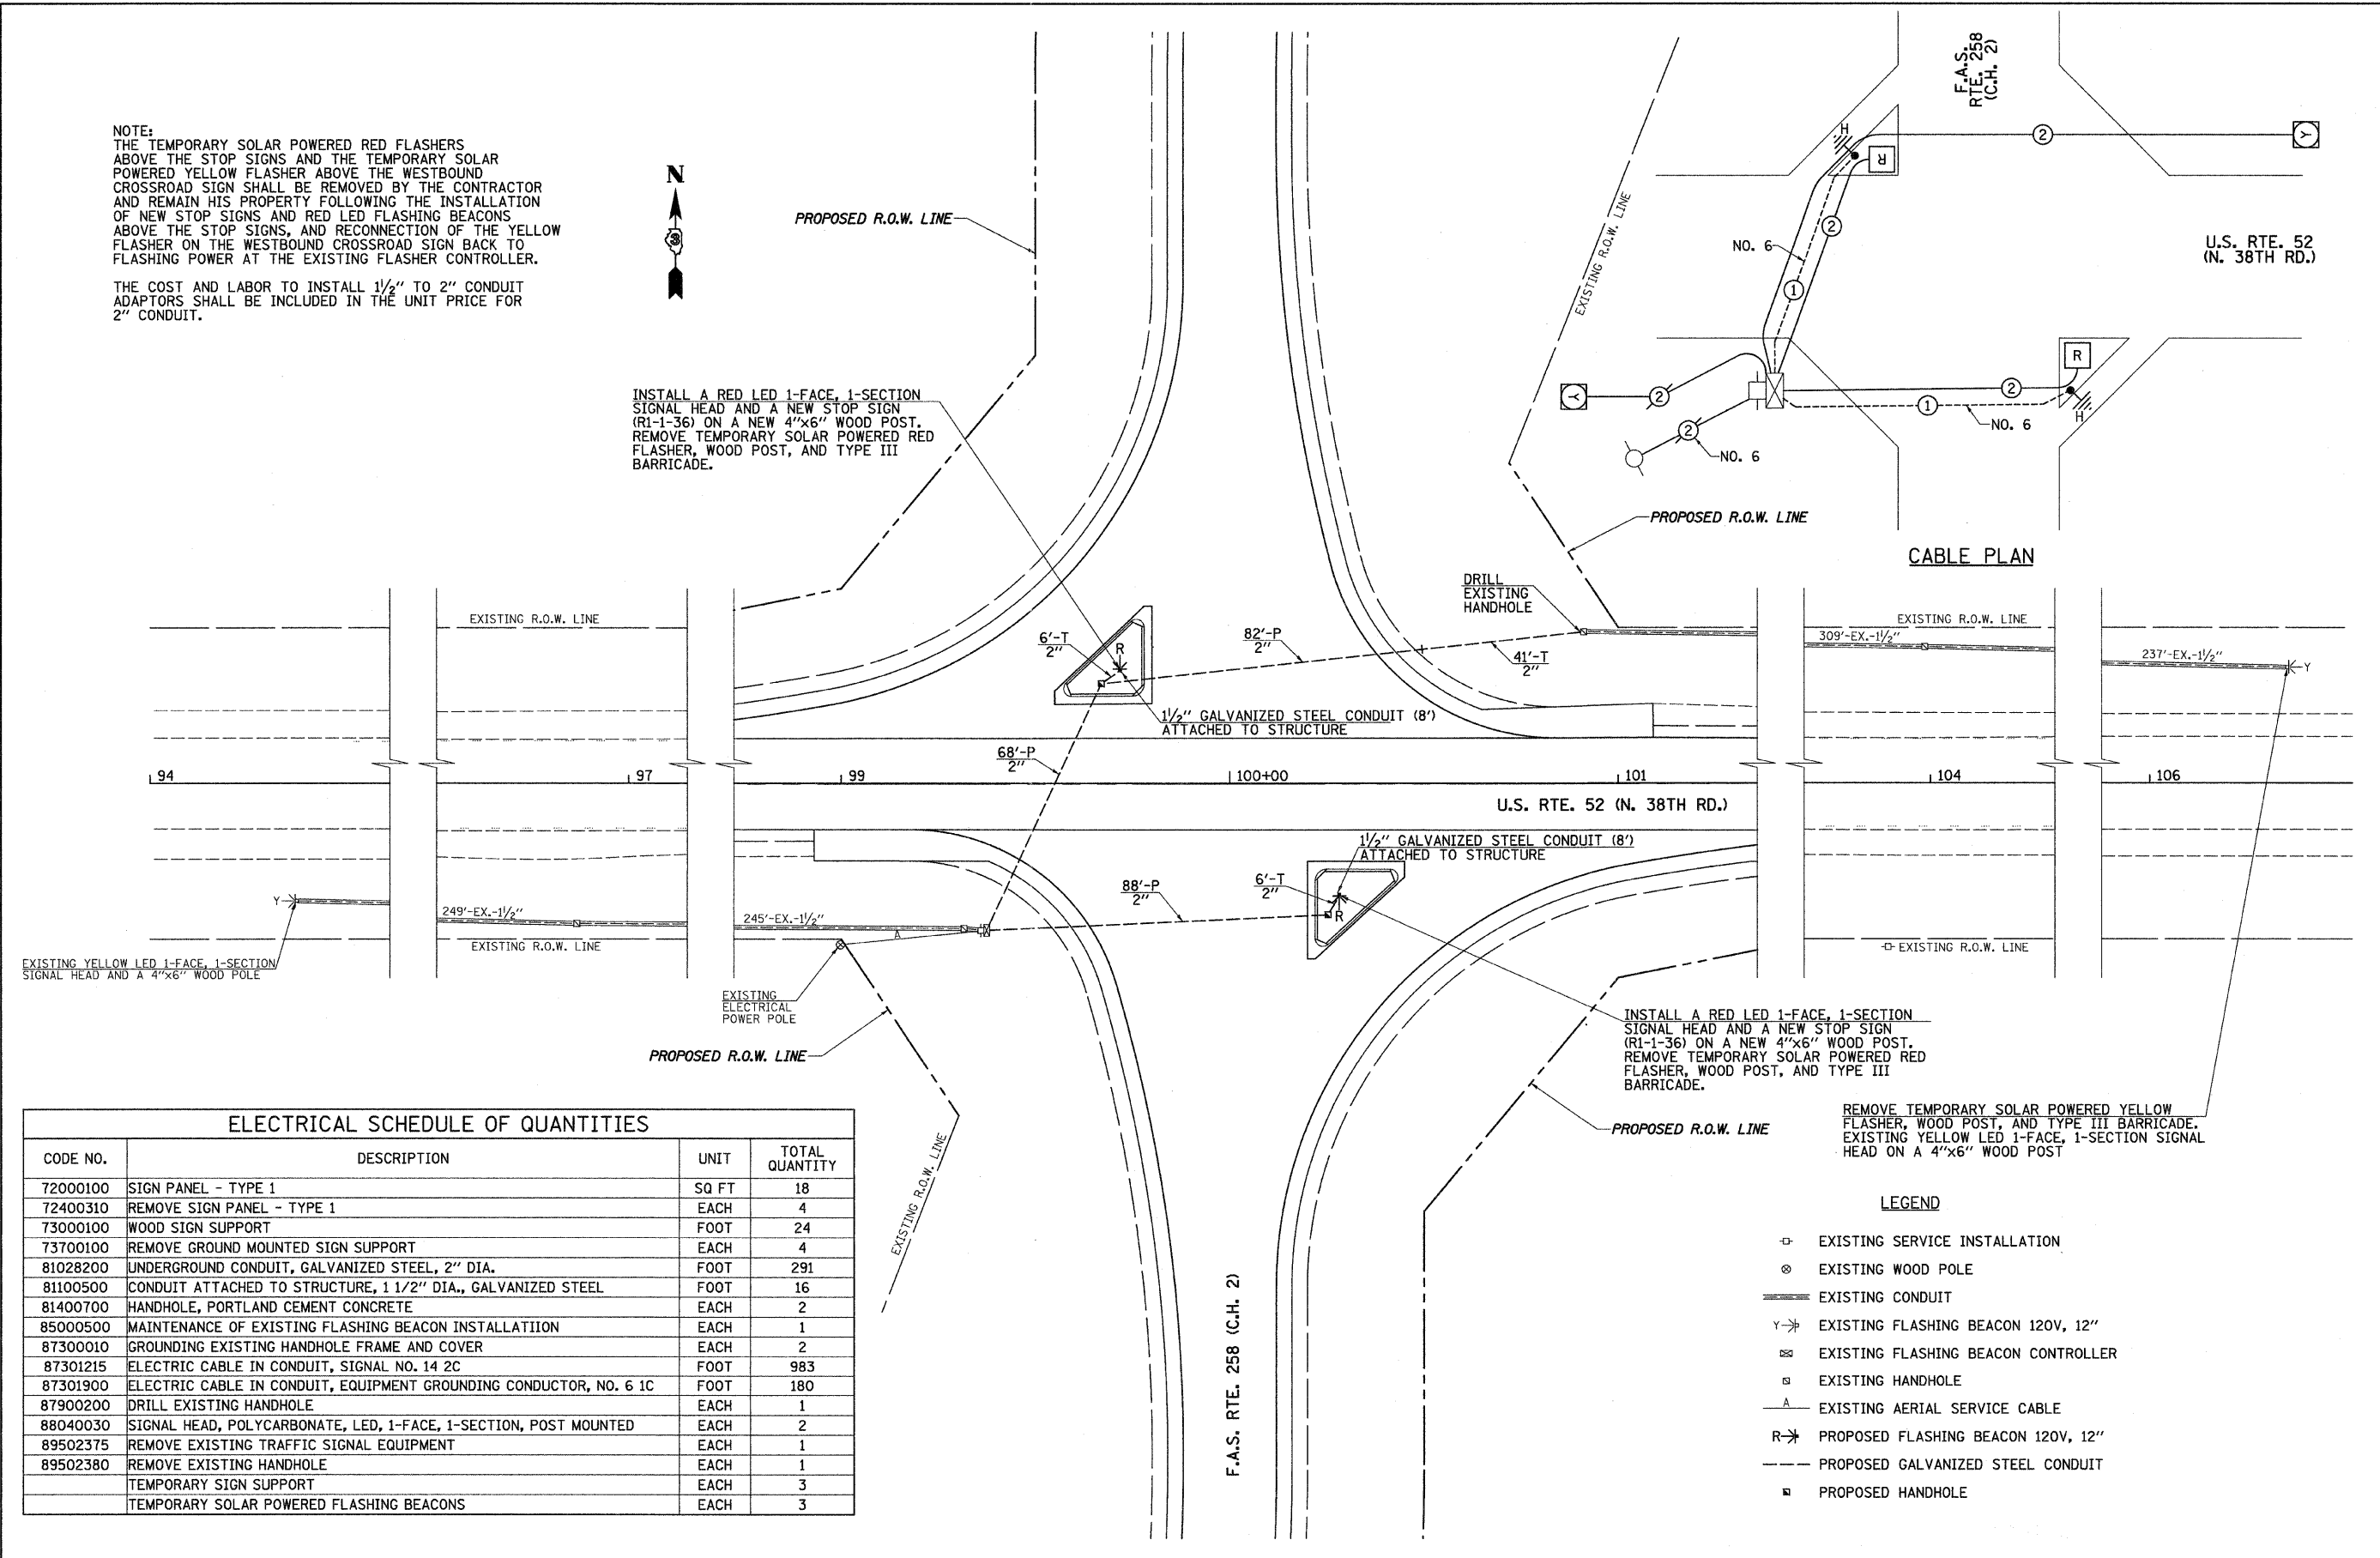 NOTE:
THE TEMPORARY SOLAR POWERED RED FLASHERS
ABOVE THE STOP SIGNS AND THE TEMPORARY SOLAR
POWERED YELLOW FLASHER ABOVE THE WESTBOUND
CROSSROAD SIGN SHALL BE REMOVED BY THE CONTRACTOR
AND REMAIN HIS PROPERTY FOLLOWING THE INSTALLATION
OF NEW STOP SIGNS AND RED LED FLASHING BEACONS
ABOVE THE STOP SIGNS, AND RECONNECTION OF THE YELLOW
FLASHER ON THE WESTBOUND CROSSROAD SIGN BACK TO
FLASHING POWER AT THE EXISTING FLASHER CONTROLLER.
THE COST AND LABOR TO INSTALL 1½" TO 2" CONDUIT
ADAPTORS SHALL BE INCLUDED IN THE UNIT PRICE FOR
2" CONDUIT.
N
3
PROPOSED R.O.W. LINE
INSTALL A RED LED 1-FACE, 1-SECTION
SIGNAL HEAD AND A NEW STOP SIGN
(R1-1-36) ON A NEW 4"x6" WOOD POST.
REMOVE TEMPORARY SOLAR POWERED RED
FLASHER, WOOD POST, AND TYPE III
BARRICADE.
EXISTING R.O.W. LINE
F.A.S.
RTE. 258
(C.H. 2)
H
R
2
Y
2
NO. 6
1
U.S. RTE. 52
(N. 38TH RD.)
R
Y
2
2
1
NO. 6
H
2
NO. 6
PROPOSED R.O.W. LINE
CABLE PLAN
DRILL
EXISTING
HANDHOLE
EXISTING R.O.W. LINE
EXISTING R.O.W. LINE
6'-T
2"
R
82'-P
2"
41'-T
2"
309'-EX.-1½"
237'-EX.-1½"
Y
1½" GALVANIZED STEEL CONDUIT (8')
ATTACHED TO STRUCTURE
68'-P
2"
94
97
99
100+00
101
104
106
U.S. RTE. 52 (N. 38TH RD.)
1½" GALVANIZED STEEL CONDUIT (8')
ATTACHED TO STRUCTURE
Y
249'-EX.-1½"
245'-EX.-1½"
88'-P
2"
6'-T
2"
R
A
EXISTING R.O.W. LINE
EXISTING R.O.W. LINE
EXISTING YELLOW LED 1-FACE, 1-SECTION
SIGNAL HEAD AND A 4"x6" WOOD POLE
EXISTING
ELECTRICAL
POWER POLE
PROPOSED R.O.W. LINE
INSTALL A RED LED 1-FACE, 1-SECTION
SIGNAL HEAD AND A NEW STOP SIGN
(R1-1-36) ON A NEW 4"x6" WOOD POST.
REMOVE TEMPORARY SOLAR POWERED RED
FLASHER, WOOD POST, AND TYPE III
BARRICADE.
PROPOSED R.O.W. LINE
REMOVE TEMPORARY SOLAR POWERED YELLOW
FLASHER, WOOD POST, AND TYPE III BARRICADE.
EXISTING YELLOW LED 1-FACE, 1-SECTION SIGNAL
HEAD ON A 4"x6" WOOD POST
EXISTING R.O.W. LINE
F.A.S. RTE. 258 (C.H. 2)
ELECTRICAL SCHEDULE OF QUANTITIES
CODE NO. DESCRIPTION UNIT TOTAL QUANTITY
72000100 SIGN PANEL - TYPE 1 SQ FT 18
72400310 REMOVE SIGN PANEL - TYPE 1 EACH 4
73000100 WOOD SIGN SUPPORT FOOT 24
73700100 REMOVE GROUND MOUNTED SIGN SUPPORT EACH 4
81028200 UNDERGROUND CONDUIT, GALVANIZED STEEL, 2" DIA. FOOT 291
81100500 CONDUIT ATTACHED TO STRUCTURE, 1 1/2" DIA., GALVANIZED STEEL FOOT 16
81400700 HANDHOLE, PORTLAND CEMENT CONCRETE EACH 2
85000500 MAINTENANCE OF EXISTING FLASHING BEACON INSTALLATIION EACH 1
87300010 GROUNDING EXISTING HANDHOLE FRAME AND COVER EACH 2
87301215 ELECTRIC CABLE IN CONDUIT, SIGNAL NO. 14 2C FOOT 983
87301900 ELECTRIC CABLE IN CONDUIT, EQUIPMENT GROUNDING CONDUCTOR, NO. 6 1C FOOT 180
87900200 DRILL EXISTING HANDHOLE EACH 1
88040030 SIGNAL HEAD, POLYCARBONATE, LED, 1-FACE, 1-SECTION, POST MOUNTED EACH 2
89502375 REMOVE EXISTING TRAFFIC SIGNAL EQUIPMENT EACH 1
89502380 REMOVE EXISTING HANDHOLE EACH 1
TEMPORARY SIGN SUPPORT EACH 3
TEMPORARY SOLAR POWERED FLASHING BEACONS EACH 3
LEGEND
EXISTING SERVICE INSTALLATION
EXISTING WOOD POLE
EXISTING CONDUIT
Y EXISTING FLASHING BEACON 120V, 12"
EXISTING FLASHING BEACON CONTROLLER
EXISTING HANDHOLE
A EXISTING AERIAL SERVICE CABLE
R PROPOSED FLASHING BEACON 120V, 12"
PROPOSED GALVANIZED STEEL CONDUIT
PROPOSED HANDHOLE